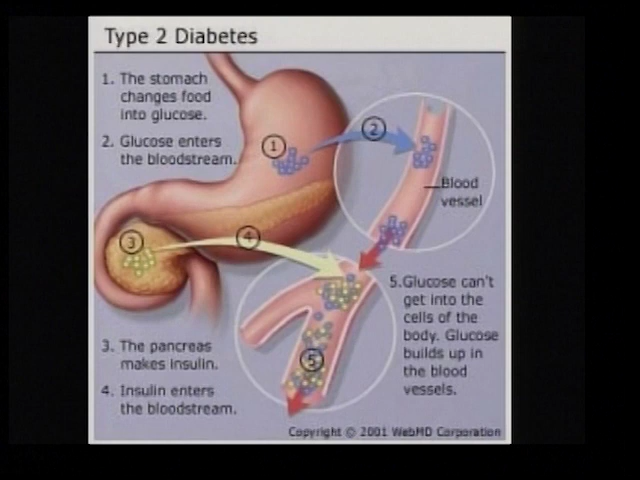 Type 2 Diabetes
1. The stomach
changes food
into glucose.
2. Glucose enters
the bloodstream.
1
2
Blood
vessel
3
4
5
3. The pancreas
makes insulin.
4. Insulin enters
the bloodstream.
5.Glucose can't
get into the
cells of the
body. Glucose
builds up in
the blood
vessels.
Copyright © 2001 WebMD Corporation